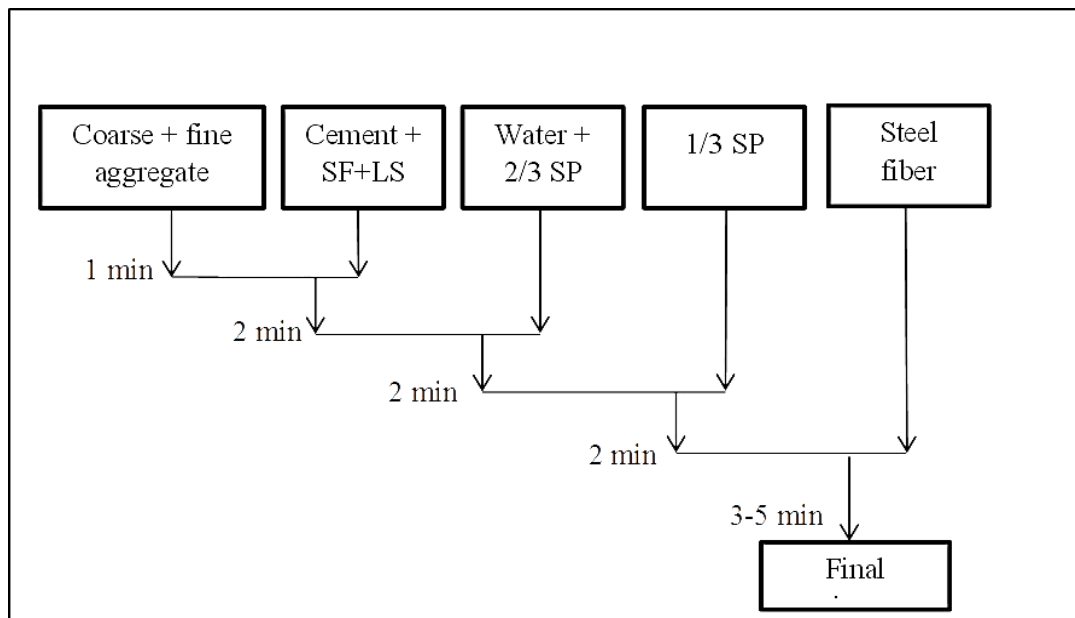 Coarse + fine
aggregate
Cement +
SF+LS
Water +
2/3 SP
1/3 SP
Steel
fiber
1 min
2 min
2 min
2 min
3-5 min
Final